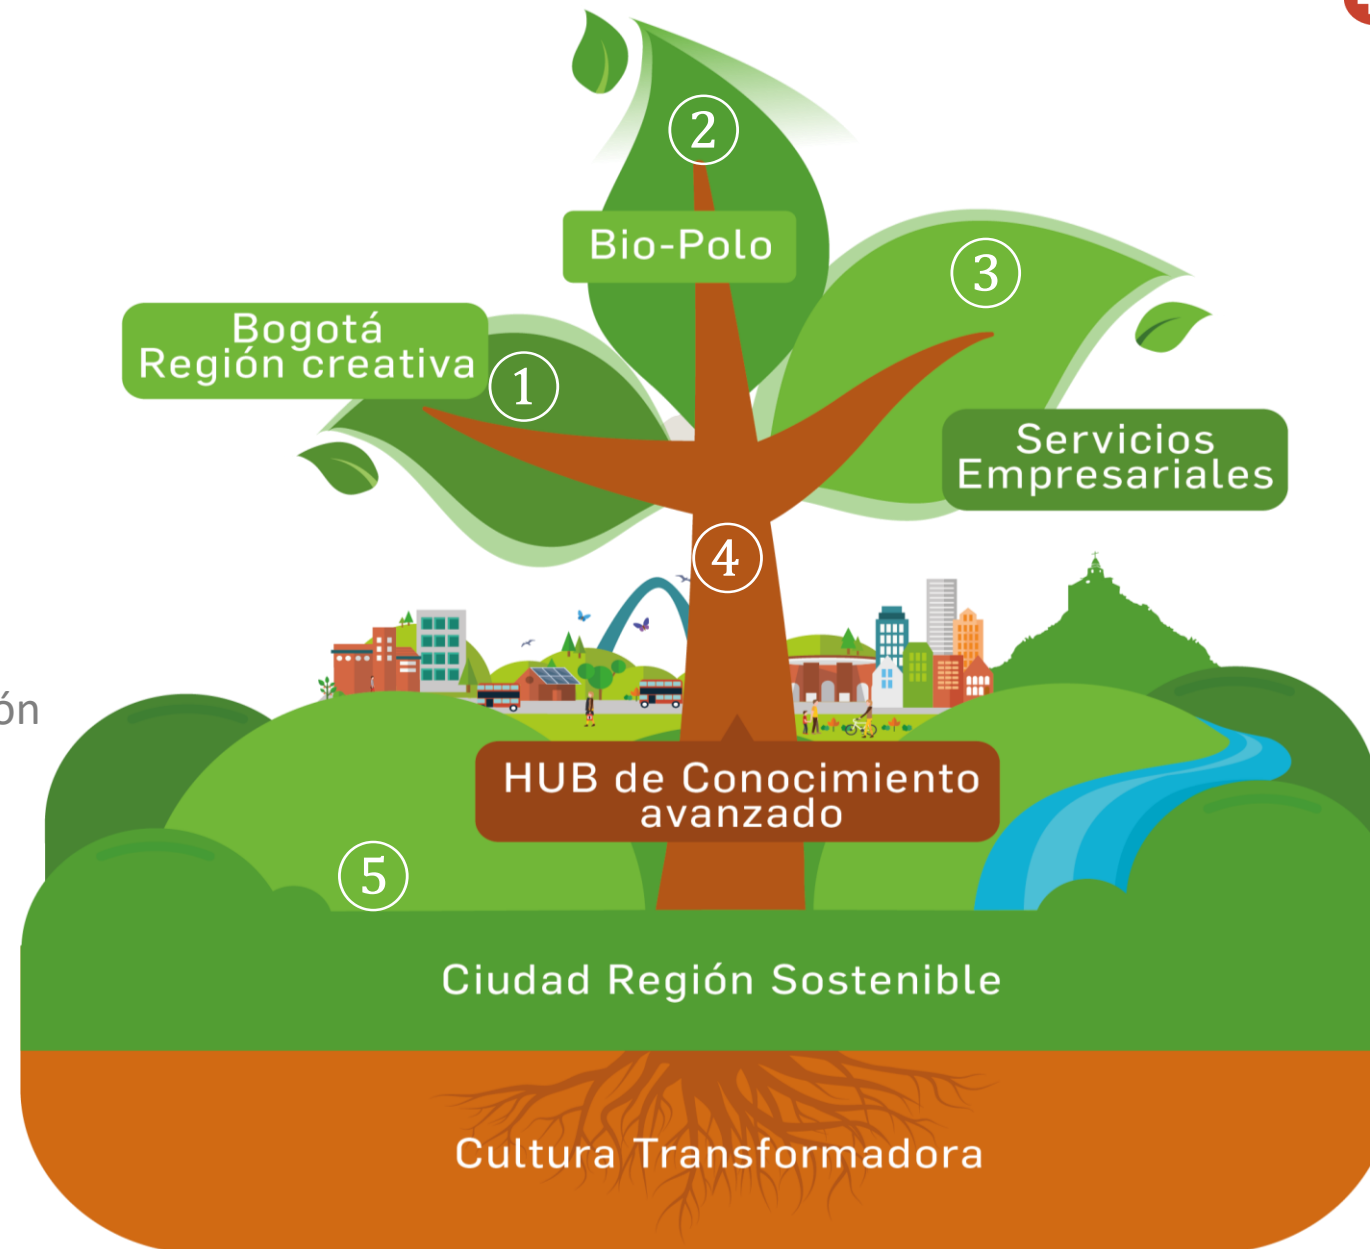 2
Bio-Polo
3
Bogotá
Región creativa
1
Servicios
Empresariales
4
ón
HUB de Conocimiento
avanzado
5
Ciudad Región Sostenible
Cultura Transformadora